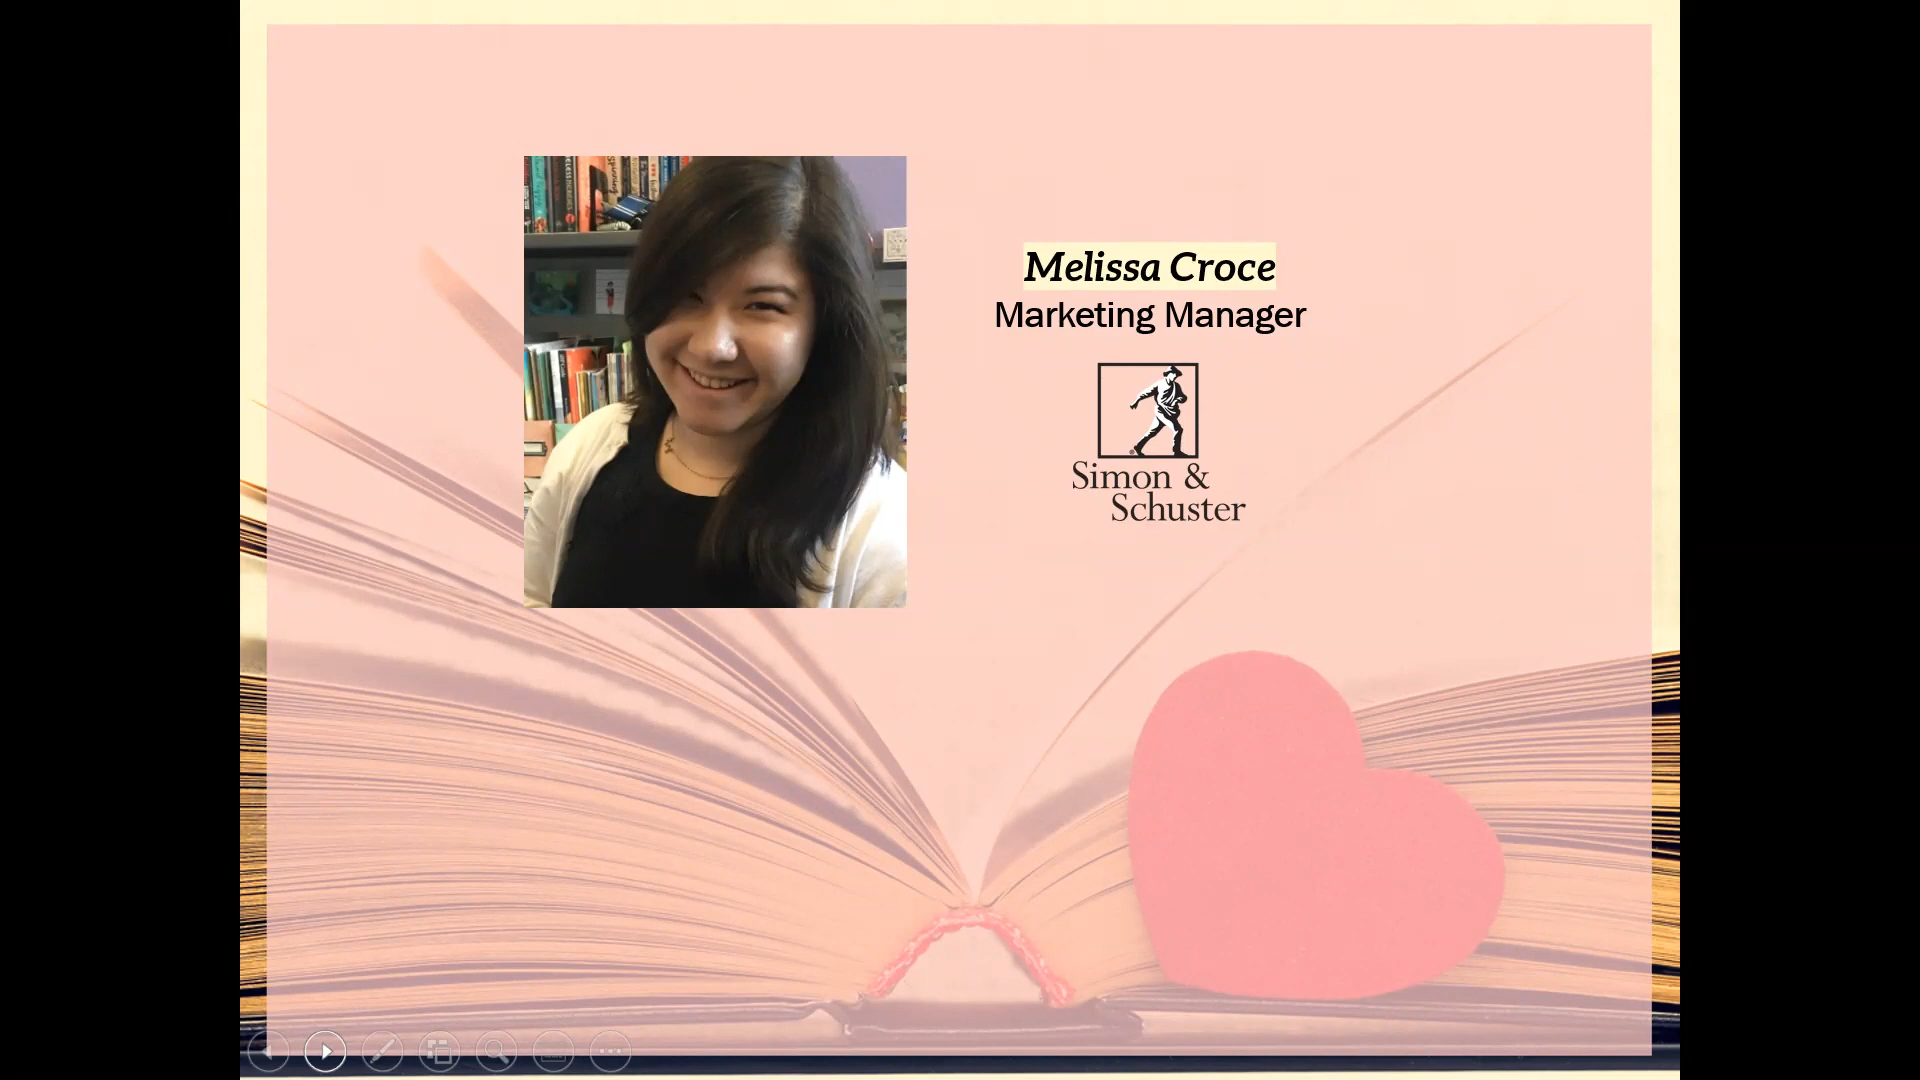 Melissa Croce
Marketing Manager
Simon &
Schuster